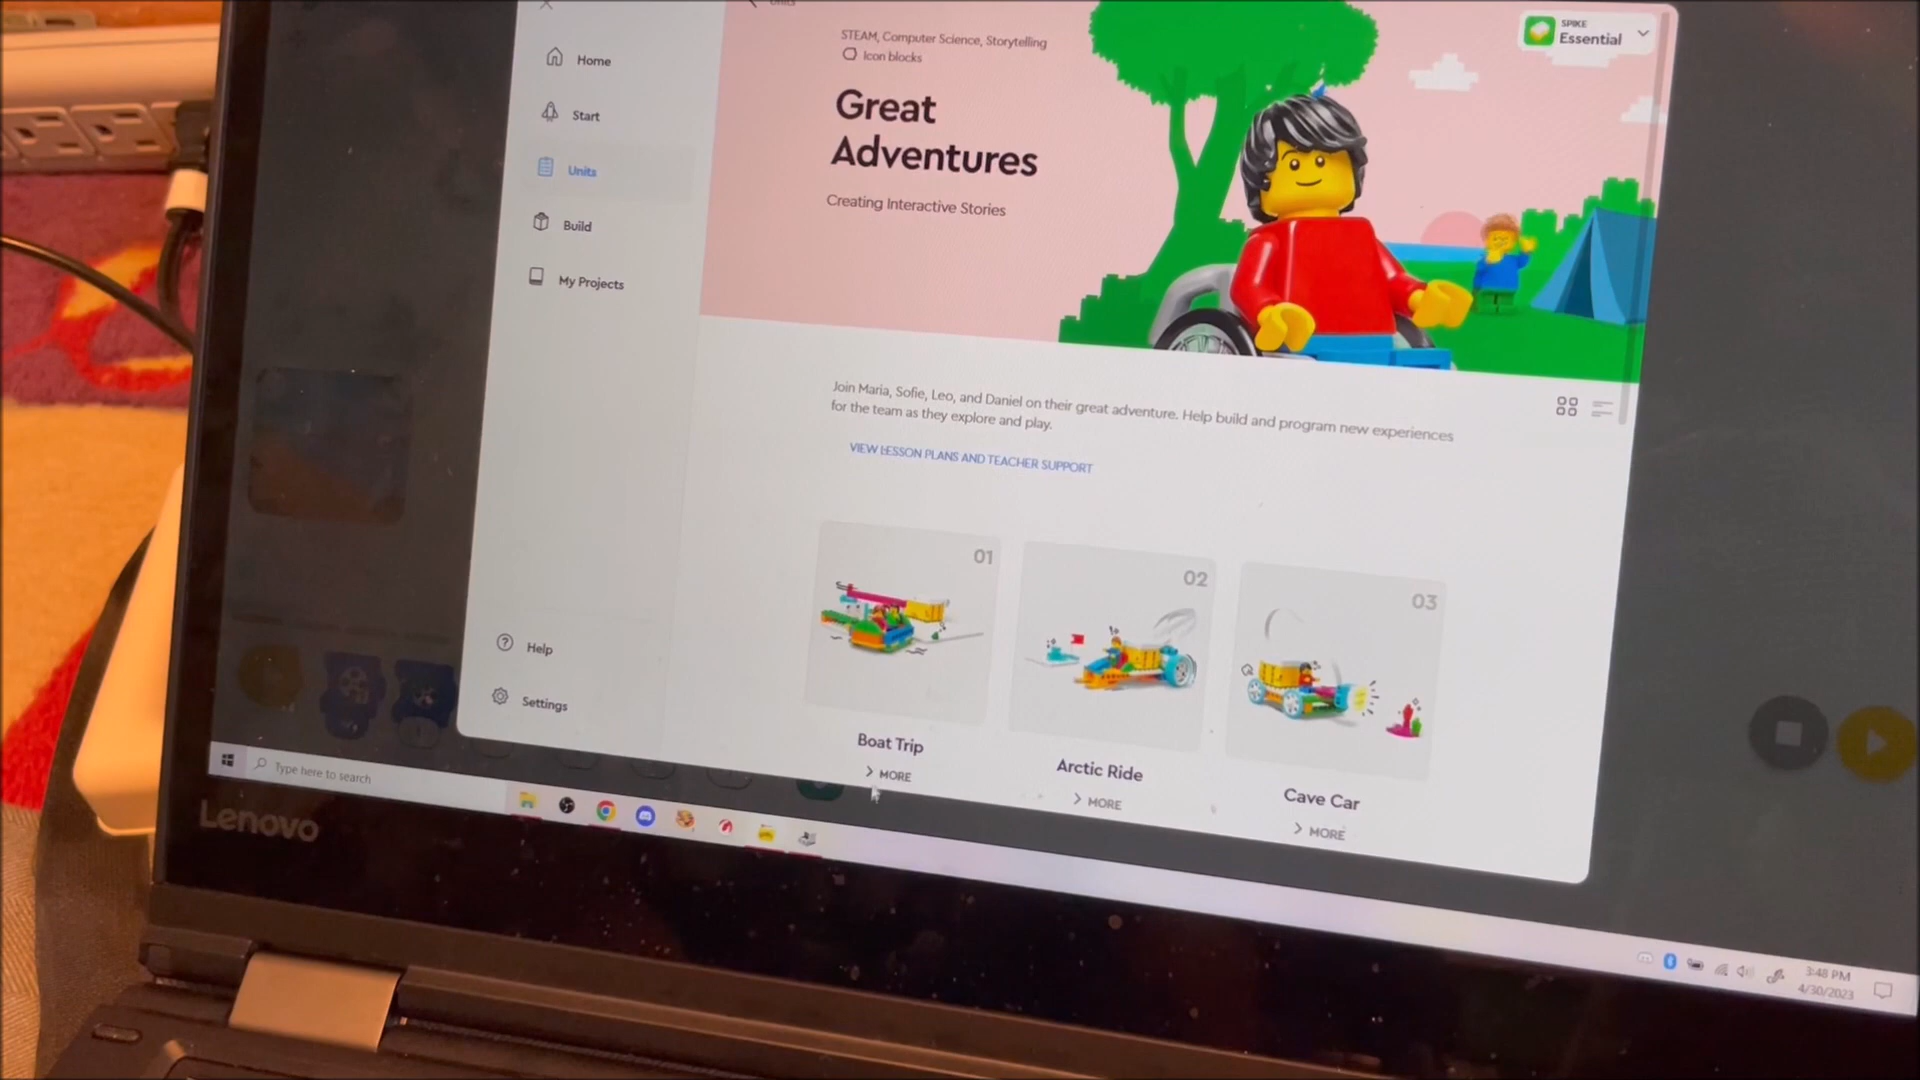 Units
STEAM, Computer Science, Storytelling
Icon blocks
SPIKE
Essential
Home
Start
Units
Build
My Projects
Great
Adventures
Creating Interactive Stories
Join Maria, Sofie, Leo, and Daniel on their great adventure. Help build and program new experiences
for the team as they explore and play.
VIEW LESSON PLANS AND TEACHER SUPPORT
01
02
03
Boat Trip
MORE
Arctic Ride
MORE
Cave Car
MORE
Help
Settings
Type here to search
Lenovo
3:48 PM
4/30/2023